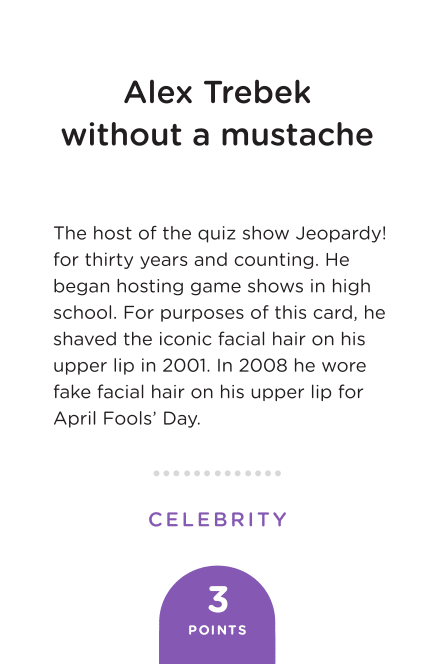 Alex Trebek
without a mustache
The host of the quiz show Jeopardy!
for thirty years and counting. He
began hosting game shows in high
school. For purposes of this card, he
shaved the iconic facial hair on his
upper lip in 2001. In 2008 he wore
fake facial hair on his upper lip for
April Fools’ Day.
CELEBRITY
3
POINTS